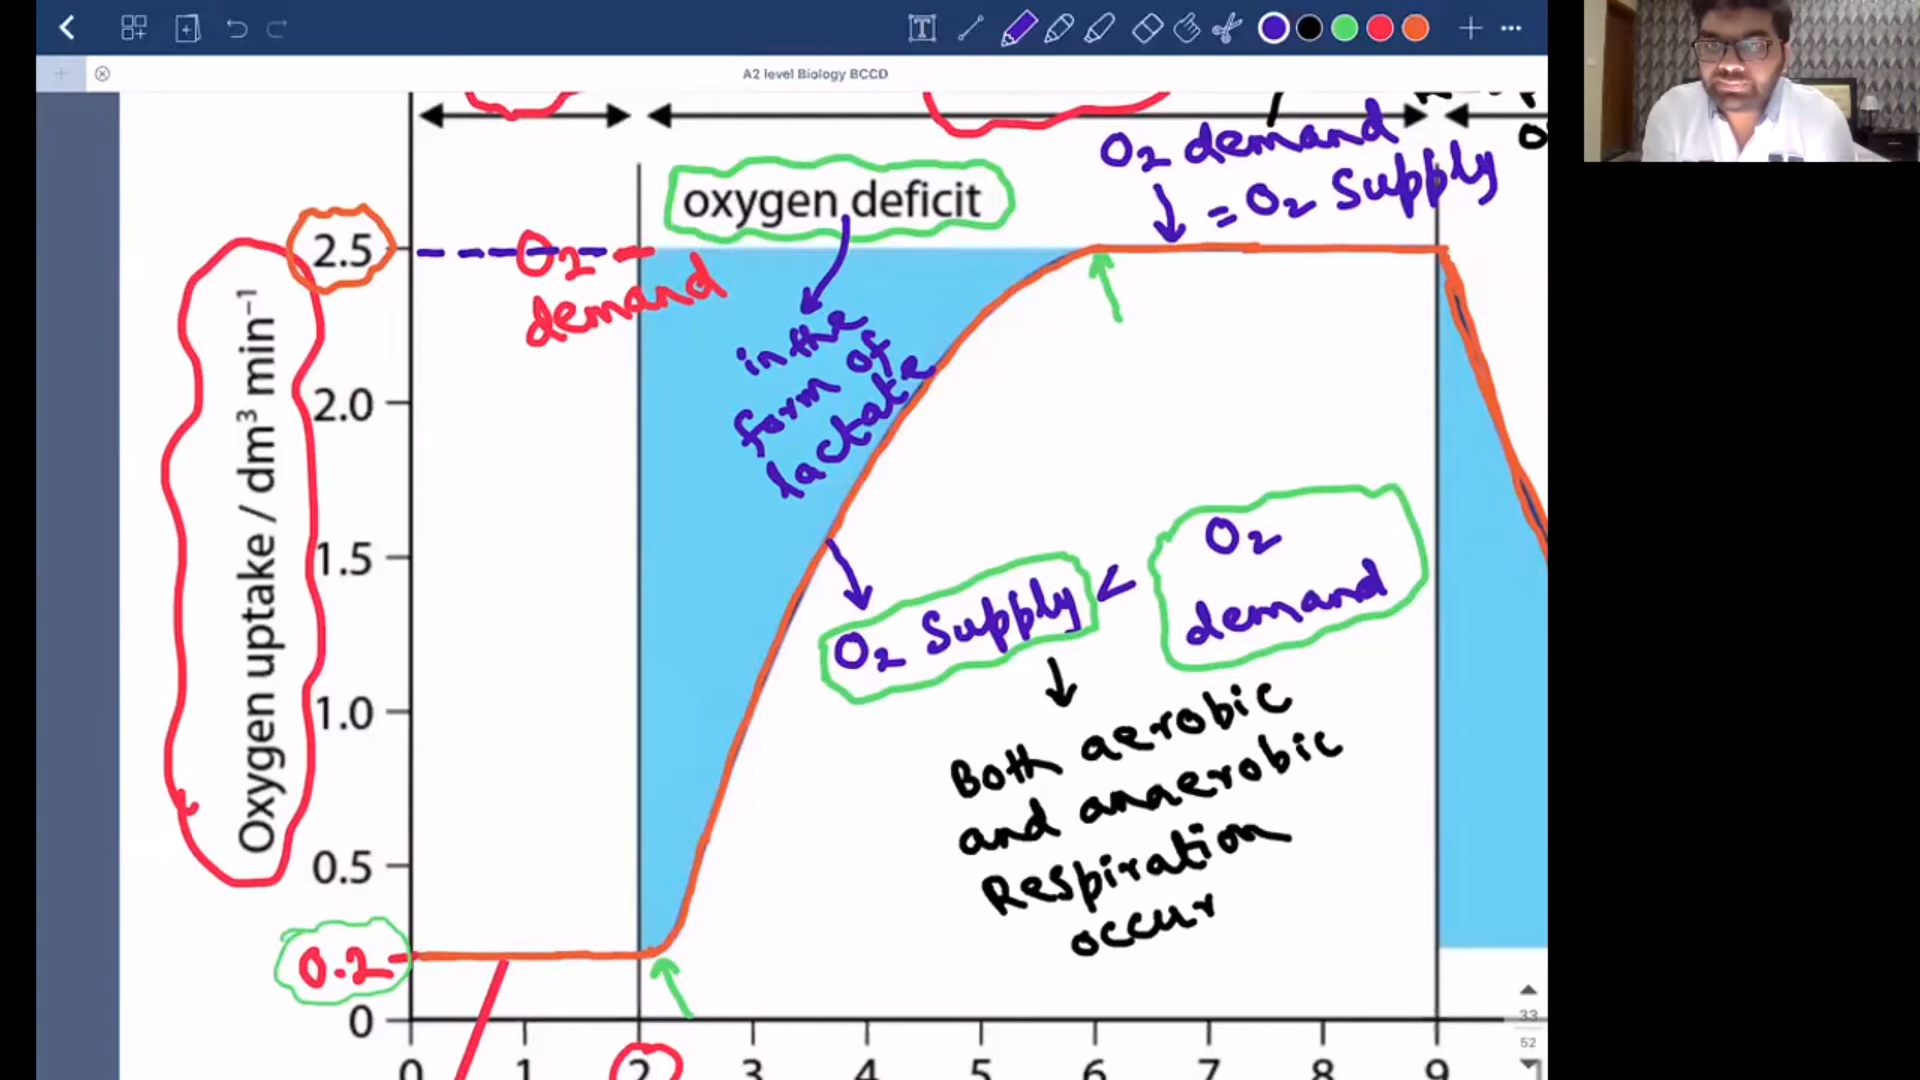 A2 level Biology BCCD
O2 demand
= O2 Supply
oxygen deficit
2.5
O2
demand
in the
form of
lactate
Oxygen uptake / dm³ min⁻¹
2.0
1.5
O2 Supply < O2
demand
1.0
Both aerobic
and anaerobic
Respiration
occur
0.5
0.2
0
33
52
0 1 2 3 4 5 6 7 8 9